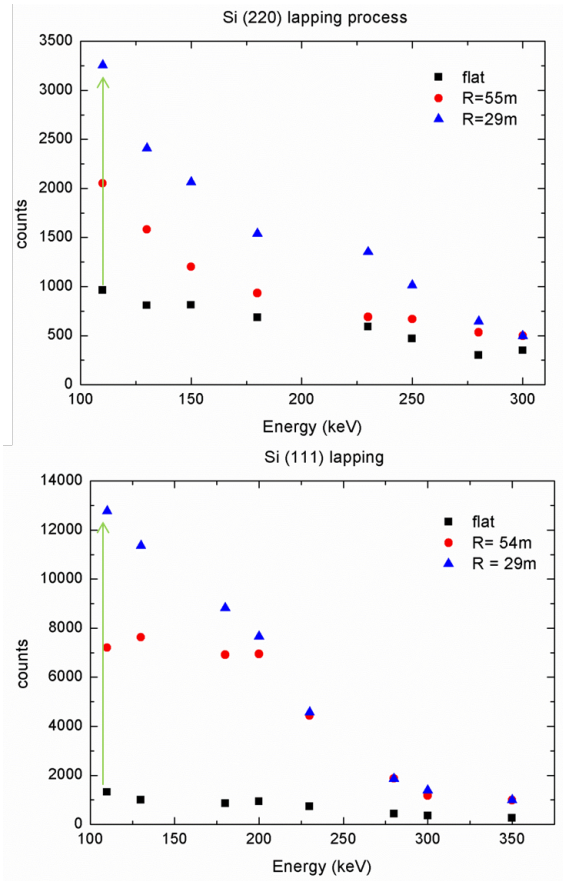 Si (220) lapping process
3500
3000
2500
2000
1500
1000
500
0
counts
flat
R=55m
R=29m
100
150
200
250
300
Energy (keV)
Si (111) lapping
14000
12000
10000
8000
6000
4000
2000
0
counts
flat
R= 54m
R = 29m
100
150
200
250
300
350
Energy (keV)